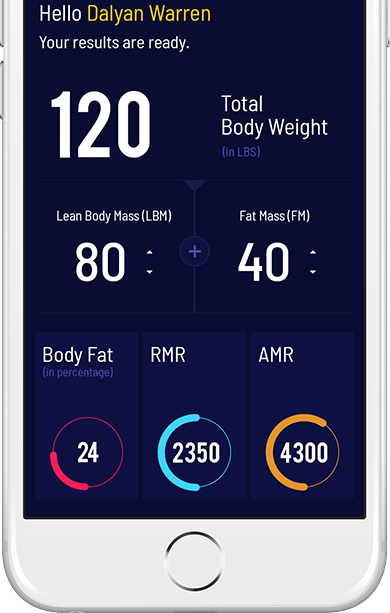 Hello Dalyan Warren
Your results are ready.
120
Total
Body Weight
(in LBS)
Lean Body Mass (LBM)
80
+
Fat Mass (FM)
40
Body Fat
(in percentage)
24
RMR
2350
AMR
4300